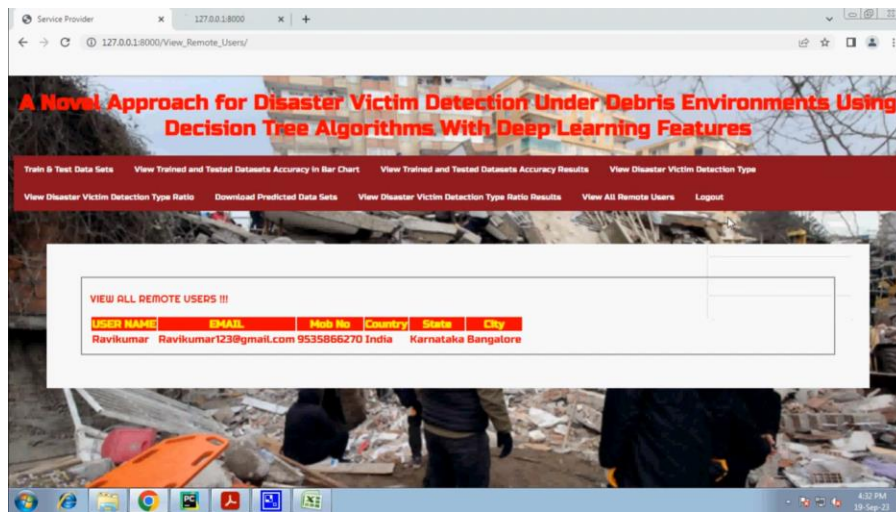 Service Provider
127.0.0.1:8000
127.0.0.1:8000/View_Remote_Users/
A Novel Approach for Disaster Victim Detection Under Debris Environments Using
Decision Tree Algorithms With Deep Learning Features
Train & Test Data Sets View Trained and Tested Datasets Accuracy in Bar Chart View Trained and Tested Datasets Accuracy Results View Disaster Victim Detection Type
View Disaster Victim Detection Type Ratio Download Predicted Data Sets View Disaster Victim Detection Type Ratio Results View All Remote Users Logout
VIEW ALL REMOTE USERS !!!
USER NAME EMAIL Mob No Country State City
Ravikumar Ravikumar123@gmail.com 9535866270 India Karnataka Bangalore
PC
4:32 PM
19-Sep-23